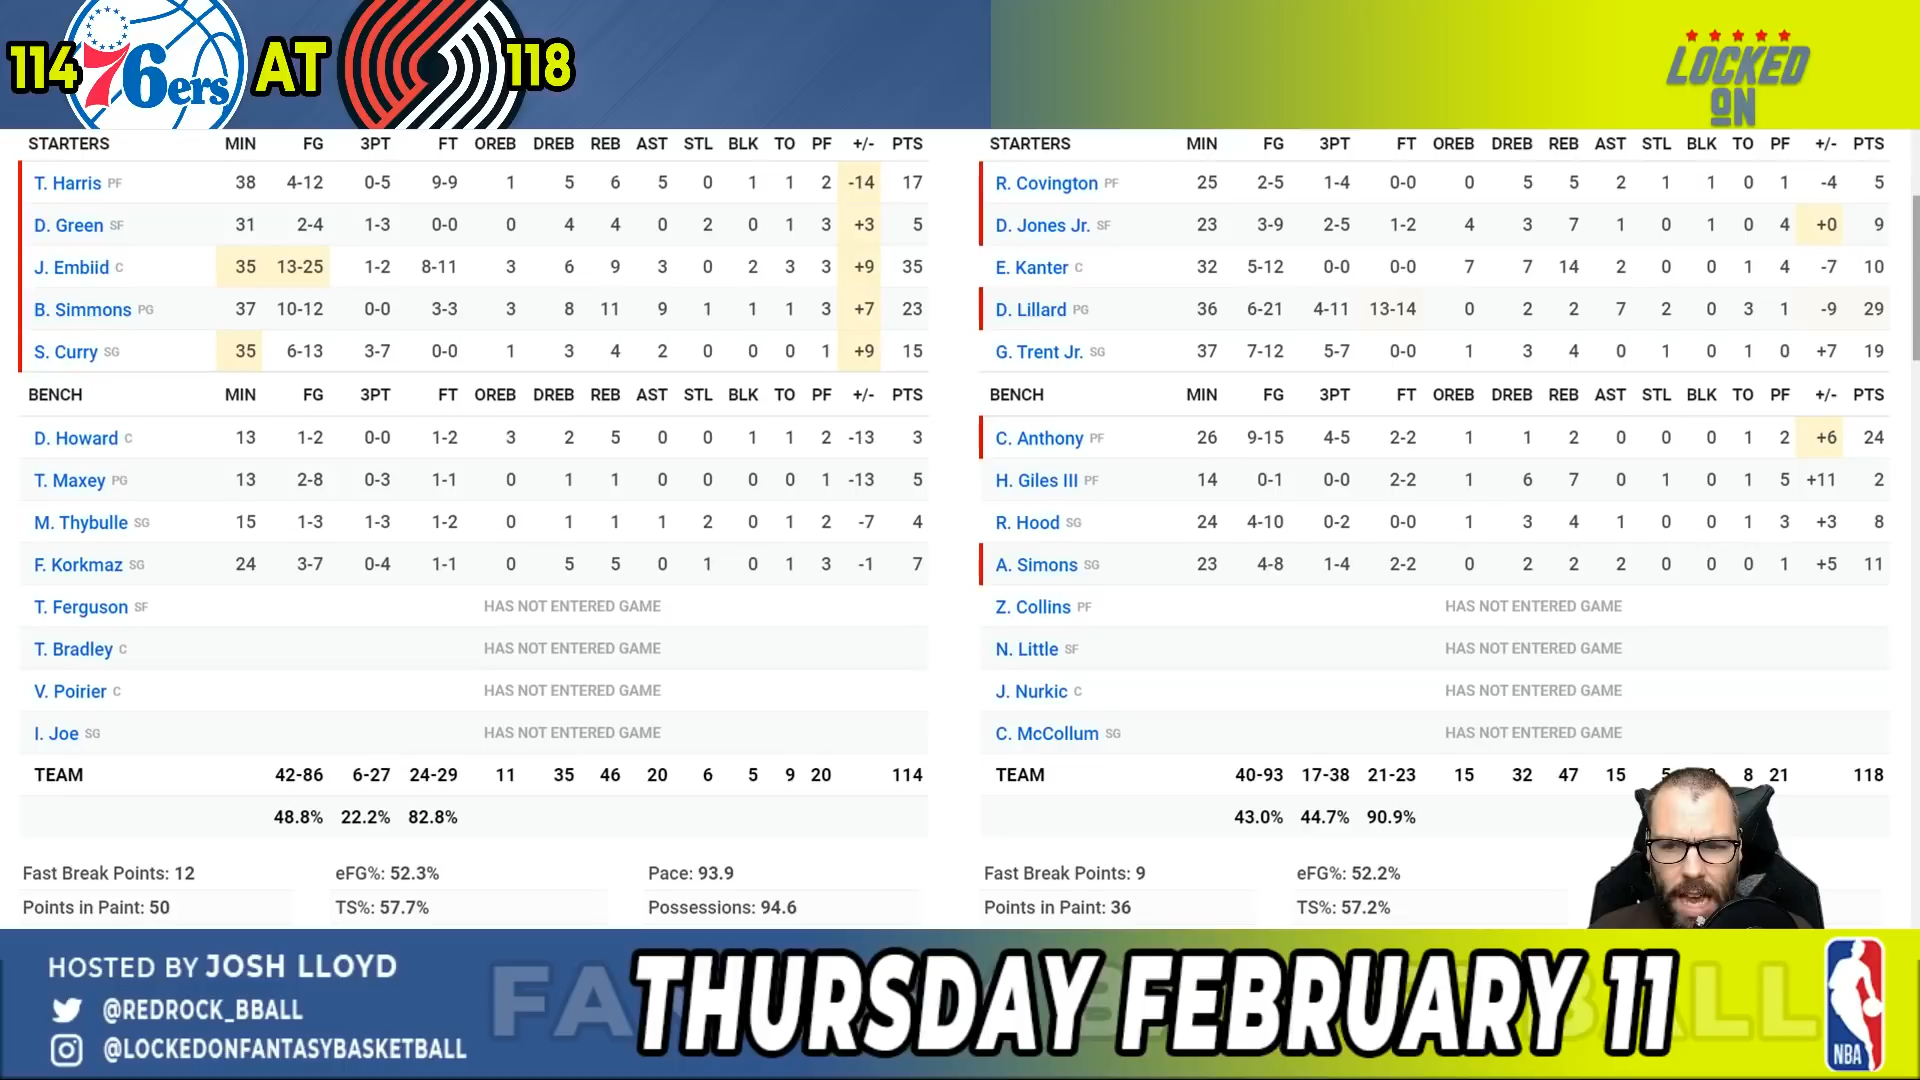 114 76ers AT 118
LOCKED ON
STARTERS MIN FG 3PT FT OREB DREB REB AST STL BLK TO PF +/- PTS
T. Harris PF 38 4-12 0-5 9-9 1 5 6 5 0 1 1 2 -14 17
D. Green SF 31 2-4 1-3 0-0 0 4 4 0 2 0 1 3 +3 5
J. Embiid C 35 13-25 1-2 8-11 3 6 9 3 0 2 3 3 +9 35
B. Simmons PG 37 10-12 0-0 3-3 3 8 11 9 1 1 1 3 +7 23
S. Curry SG 35 6-13 3-7 0-0 1 3 4 2 0 0 0 1 +9 15
BENCH MIN FG 3PT FT OREB DREB REB AST STL BLK TO PF +/- PTS
D. Howard C 13 1-2 0-0 1-2 3 2 5 0 0 1 1 2 -13 3
T. Maxey PG 13 2-8 0-3 1-1 0 1 1 0 0 0 0 1 -13 5
M. Thybulle SG 15 1-3 1-3 1-2 0 1 1 1 2 0 1 2 -7 4
F. Korkmaz SG 24 3-7 0-4 1-1 0 5 5 0 1 0 1 3 -1 7
T. Ferguson SF HAS NOT ENTERED GAME
T. Bradley C HAS NOT ENTERED GAME
V. Poirier C HAS NOT ENTERED GAME
I. Joe SG HAS NOT ENTERED GAME
TEAM 42-86 6-27 24-29 11 35 46 20 6 5 9 20 114
48.8% 22.2% 82.8%
Fast Break Points: 12 eFG%: 52.3% Pace: 93.9
Points in Paint: 50 TS%: 57.7% Possessions: 94.6
STARTERS MIN FG 3PT FT OREB DREB REB AST STL BLK TO PF +/- PTS
R. Covington PF 25 2-5 1-4 0-0 0 5 5 2 1 1 0 1 -4 5
D. Jones Jr. SF 23 3-9 2-5 1-2 4 3 7 1 0 1 0 4 +0 9
E. Kanter C 32 5-12 0-0 0-0 7 7 14 2 0 0 1 4 -7 10
D. Lillard PG 36 6-21 4-11 13-14 0 2 2 7 2 0 3 1 -9 29
G. Trent Jr. SG 37 7-12 5-7 0-0 1 3 4 0 1 0 1 0 +7 19
BENCH MIN FG 3PT FT OREB DREB REB AST STL BLK TO PF +/- PTS
C. Anthony PF 26 9-15 4-5 2-2 1 1 2 0 0 0 1 2 +6 24
H. Giles III PF 14 0-1 0-0 2-2 1 6 7 0 1 0 1 5 +11 2
R. Hood SG 24 4-10 0-2 0-0 1 3 4 1 0 0 1 3 +3 8
A. Simons SG 23 4-8 1-4 2-2 0 2 2 2 0 0 0 1 +5 11
Z. Collins PF HAS NOT ENTERED GAME
N. Little SF HAS NOT ENTERED GAME
J. Nurkic C HAS NOT ENTERED GAME
C. McCollum SG HAS NOT ENTERED GAME
TEAM 40-93 17-38 21-23 15 32 47 15 8 21 118
43.0% 44.7% 90.9%
Fast Break Points: 9 eFG%: 52.2%
Points in Paint: 36 TS%: 57.2%
HOSTED BY JOSH LLOYD
@REDROCK_BBALL
@LOCKEDONFANTASYBASKETBALL
THURSDAY FEBRUARY 11
NBA